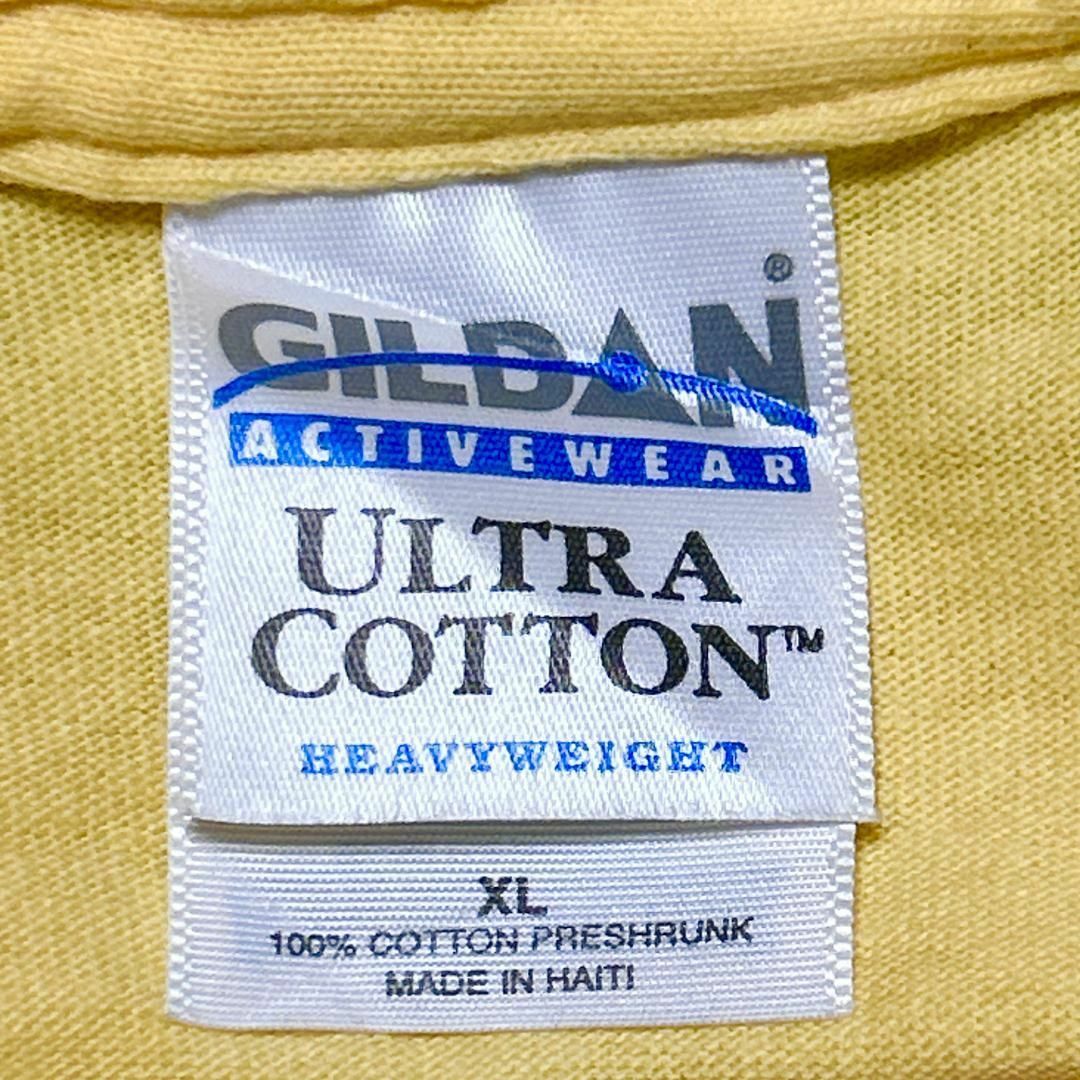 GILDAN®
ACTIVEWEAR
ULTRA
COTTON™
HEAVYWEIGHT
XL
100% COTTON PRESHRUNK
MADE IN HAITI